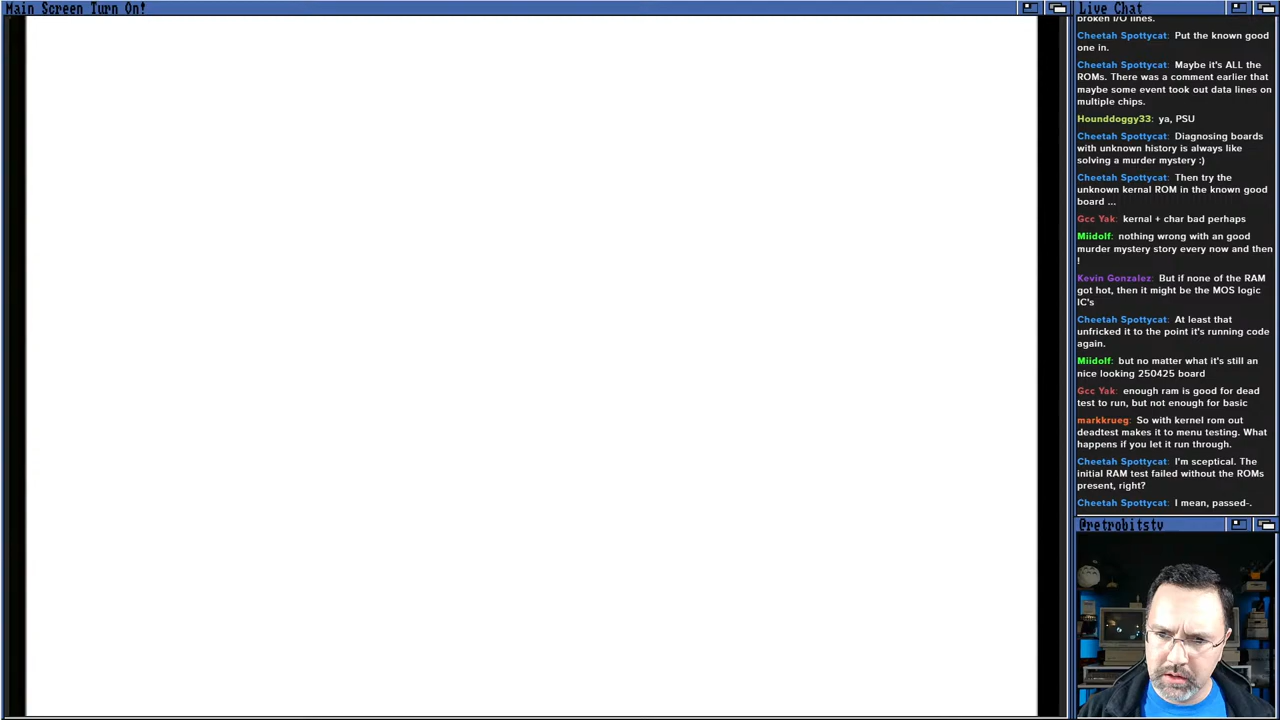 Main Screen Turn On!
Live Chat
broken I/O lines.
Cheetah Spottycat: Put the known good
one in.
Cheetah Spottycat: Maybe it's ALL the
ROMs. There was a comment earlier that
maybe some event took out data lines on
multiple chips.
Hounddoggy33: ya, PSU
Cheetah Spottycat: Diagnosing boards
with unknown history is always like
solving a murder mystery :)
Cheetah Spottycat: Then try the
unknown kernal ROM in the known good
board ...
Gcc Yak: kernal + char bad perhaps
Miidolf: nothing wrong with an good
murder mystery story every now and then
!
Kevin Gonzalez: But if none of the RAM
got hot, then it might be the MOS logic
IC's
Cheetah Spottycat: At least that
unfricked it to the point it's running code
again.
Miidolf: but no matter what it's still an
nice looking 250425 board
Gcc Yak: enough ram is good for dead
test to run, but not enough for basic
markkrueg: So with kernel rom out
deadtest makes it to menu testing. What
happens if you let it run through.
Cheetah Spottycat: I'm sceptical. The
initial RAM test failed without the ROMs
present, right?
Cheetah Spottycat: I mean, passed-.
@retrobitstv